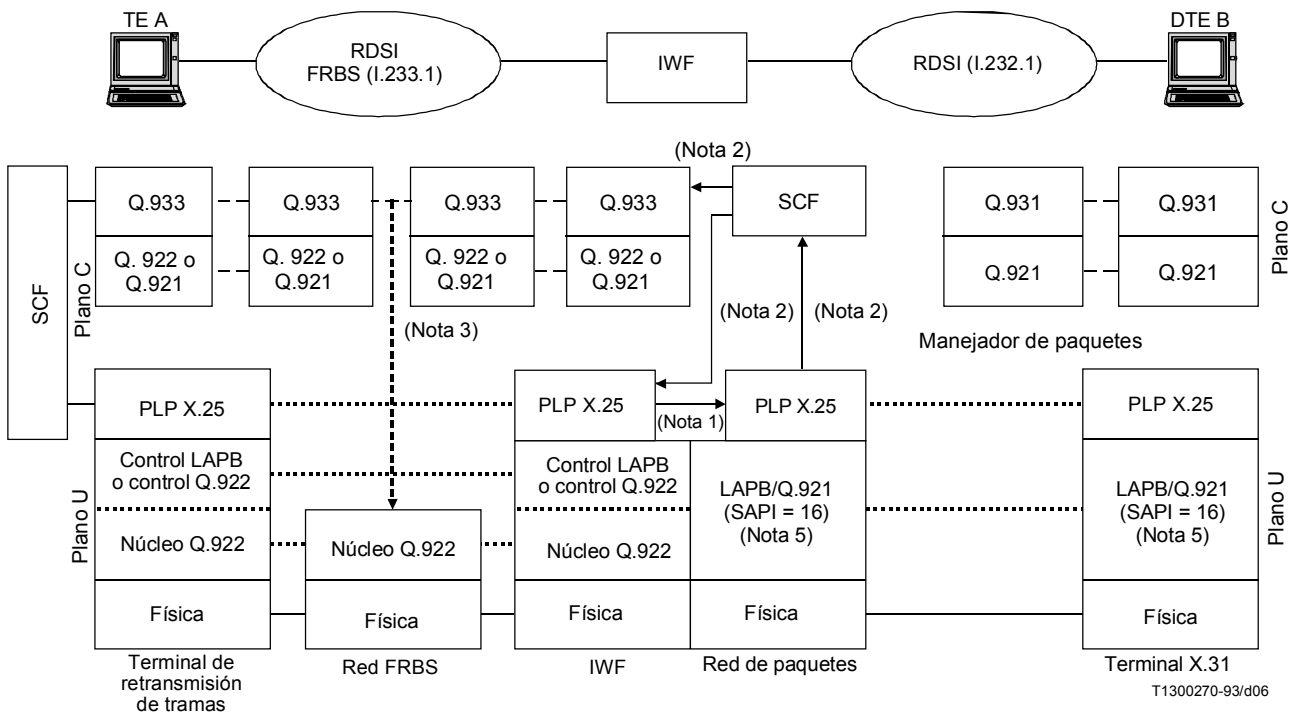 TE A
DTE B
RDSI
FRBS (I.233.1)
IWF
RDSI (I.232.1)
(Nota 2)
SCF
Plano C
Q.933
Q.933
Q.933
Q.933
SCF
Q.931
Q.931
Plano C
Q. 922 o
Q.921
Q. 922 o
Q.921
Q. 922 o
Q.921
Q. 922 o
Q.921
Q.921
Q.921
(Nota 3)
(Nota 2)
(Nota 2)
Manejador de paquetes
PLP X.25
PLP X.25
(Nota 1)
PLP X.25
PLP X.25
Plano U
Control LAPB
o control Q.922
Control LAPB
o control Q.922
LAPB/Q.921
(SAPI = 16)
(Nota 5)
LAPB/Q.921
(SAPI = 16)
(Nota 5)
Plano U
Núcleo Q.922
Núcleo Q.922
Núcleo Q.922
Física
Física
Física
Física
Física
Terminal de
retransmisión
de tramas
Red FRBS
IWF
Red de paquetes
Terminal X.31
T1300270-93/d06